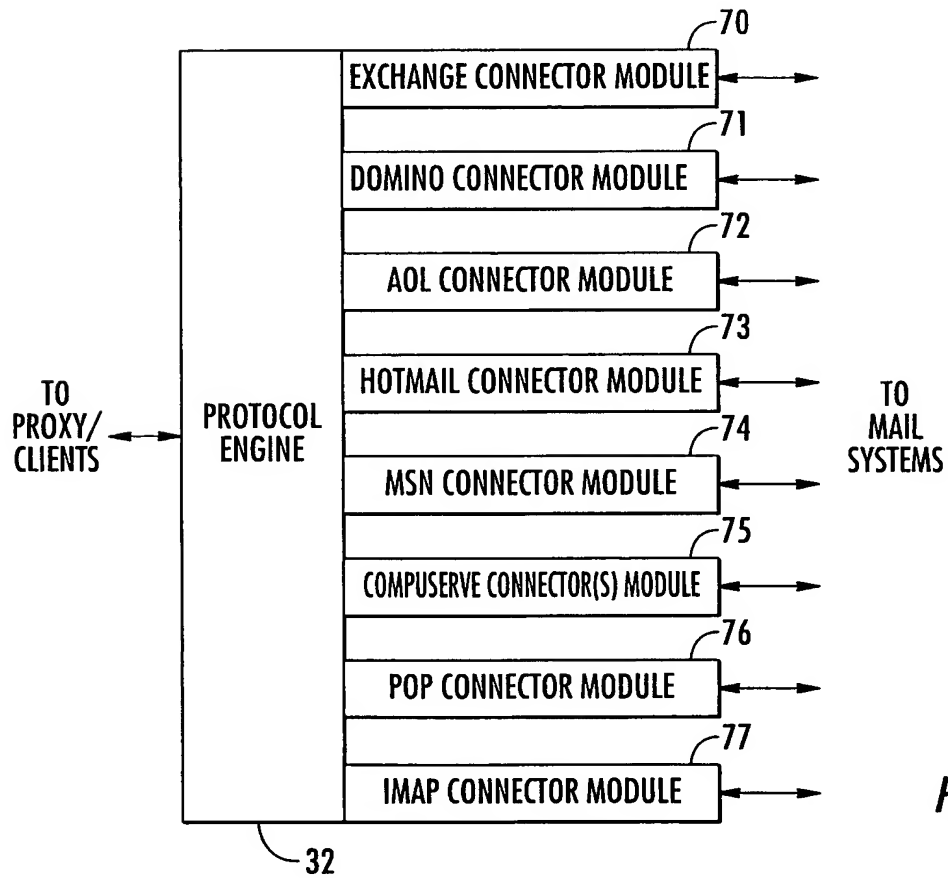 70
EXCHANGE CONNECTOR MODULE
71
DOMINO CONNECTOR MODULE
72
AOL CONNECTOR MODULE
73
HOTMAIL CONNECTOR MODULE
TO
PROXY/
CLIENTS
PROTOCOL
ENGINE
TO
MAIL
SYSTEMS
74
MSN CONNECTOR MODULE
75
COMPUSERVE CONNECTOR(S) MODULE
76
POP CONNECTOR MODULE
77
IMAP CONNECTOR MODULE
32